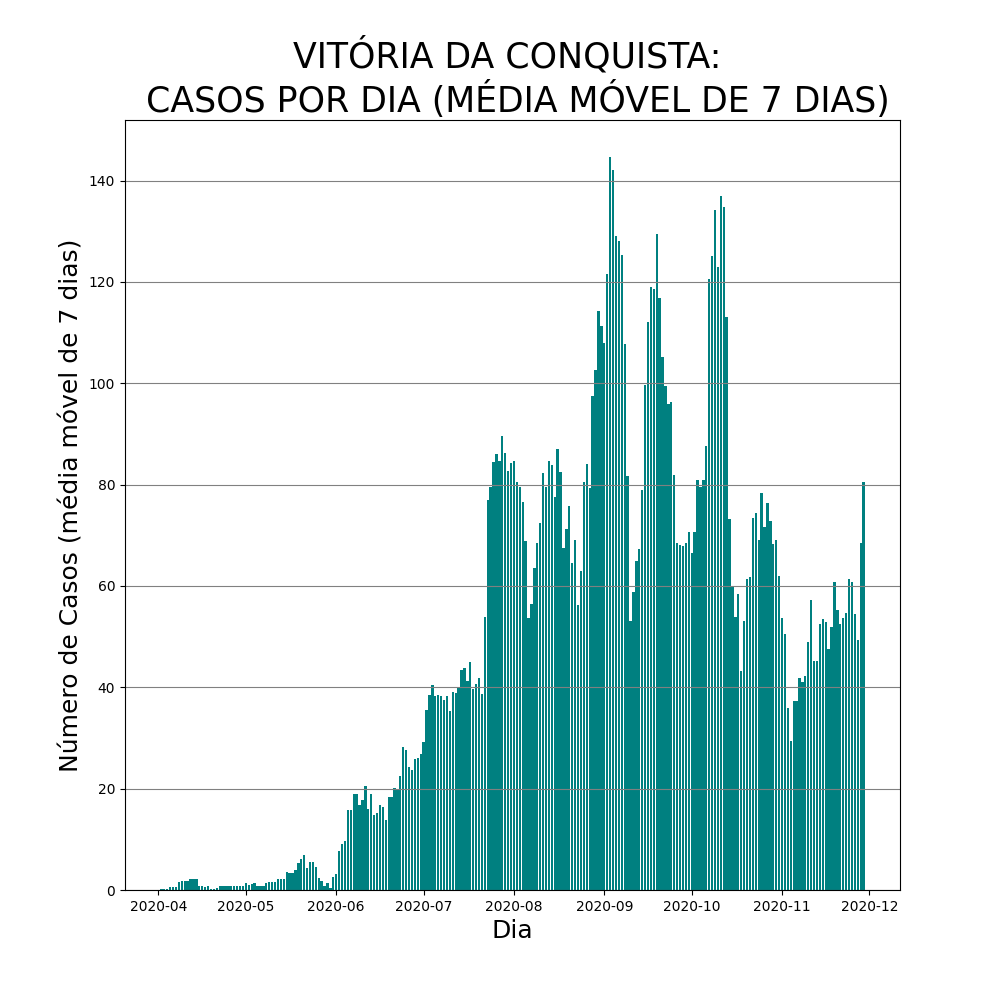 VITÓRIA DA CONQUISTA:
CASOS POR DIA (MÉDIA MÓVEL DE 7 DIAS)
Número de Casos (média móvel de 7 dias)
140
120
100
80
60
40
20
0
2020-04 2020-05 2020-06 2020-07 2020-08 2020-09 2020-10 2020-11 2020-12
Dia